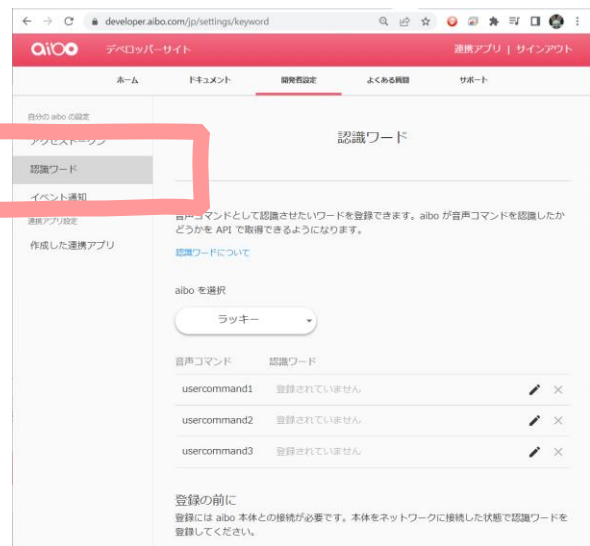 developer.aibo.com/jp/settings/keyword
aibo デベロッパーサイト 連携アプリ | サインアウト
ホーム ドキュメント 開発者設定 よくある質問 サポート
自分の aibo の設定
アクセストークン
認識ワード
イベント通知
連携アプリ設定
作成した連携アプリ
認識ワード
音声コマンドとして認識させたいワードを登録できます。aibo が音声コマンドを認識したか
どうかを API で取得できるようになります。
認識ワードについて
aibo を選択
ラッキー
音声コマンド 認識ワード
usercommand1 登録されていません
usercommand2 登録されていません
usercommand3 登録されていません
登録の前に
登録には aibo 本体との接続が必要です。本体をネットワークに接続した状態で認識ワードを
登録してください。